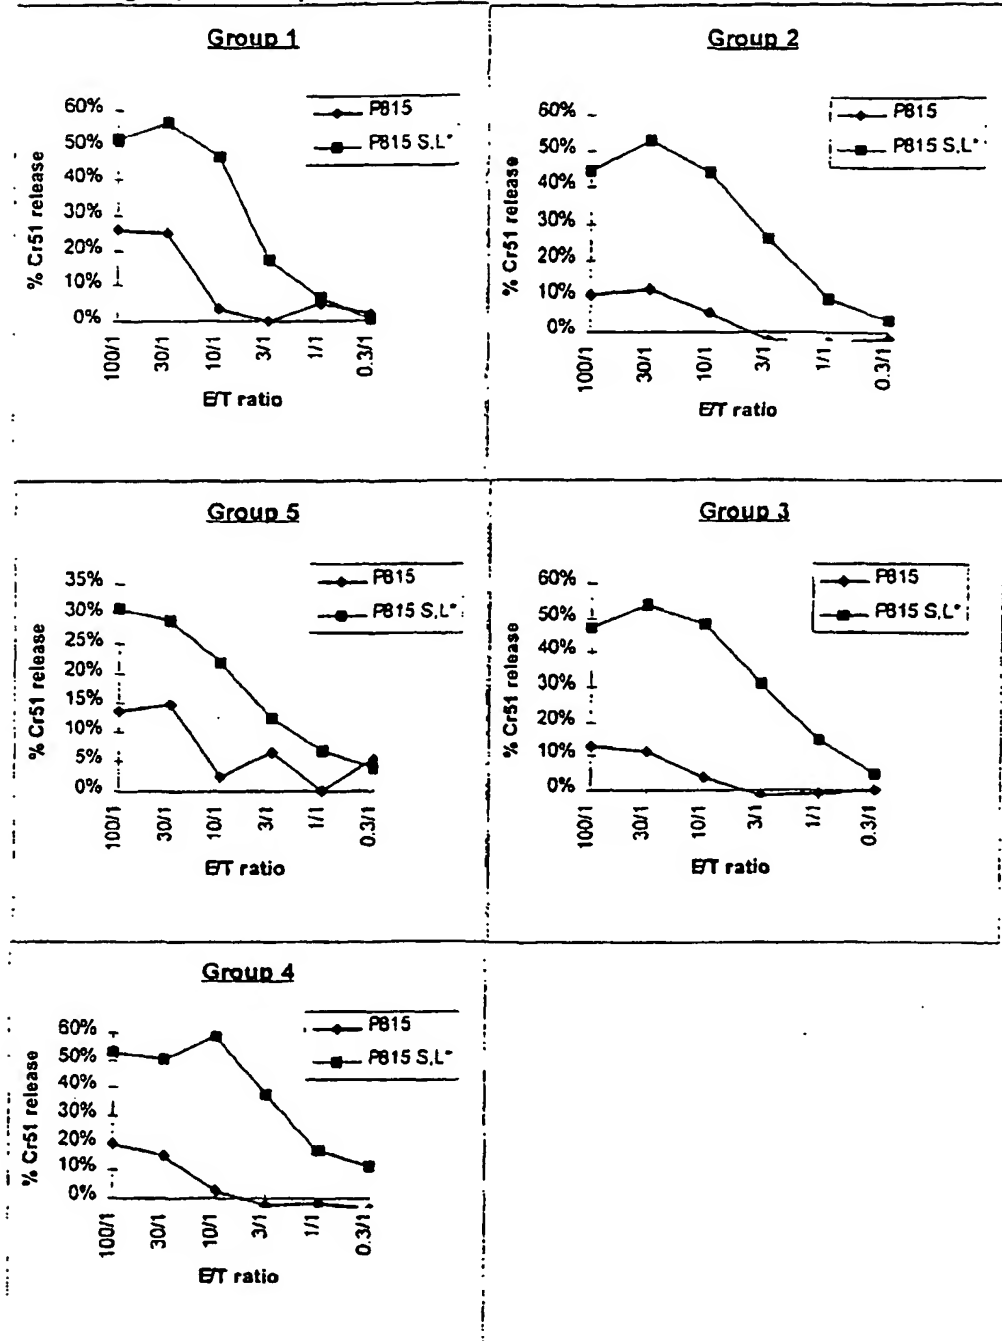 Group 1
60%
50%
40%
30%
20%
10%
0%
% Cr51 release
100/1
30/1
10/1
3/1
1/1
0.3/1
E/T ratio
P815
P815 S,L*
Group 2
60%
50%
40%
30%
20%
10%
0%
% Cr51 release
100/1
30/1
10/1
3/1
1/1
0.3/1
E/T ratio
P815
P815 S,L*
Group 5
35%
30%
25%
20%
15%
10%
5%
0%
% Cr51 release
100/1
30/1
10/1
3/1
1/1
0.3/1
E/T ratio
P815
P815 S,L*
Group 3
60%
50%
40%
30%
20%
10%
0%
% Cr51 release
100/1
30/1
10/1
3/1
1/1
0.3/1
E/T ratio
P815
P815 S,L*
Group 4
60%
50%
40%
30%
20%
10%
0%
% Cr51 release
100/1
30/1
10/1
3/1
1/1
0.3/1
E/T ratio
P815
P815 S,L*